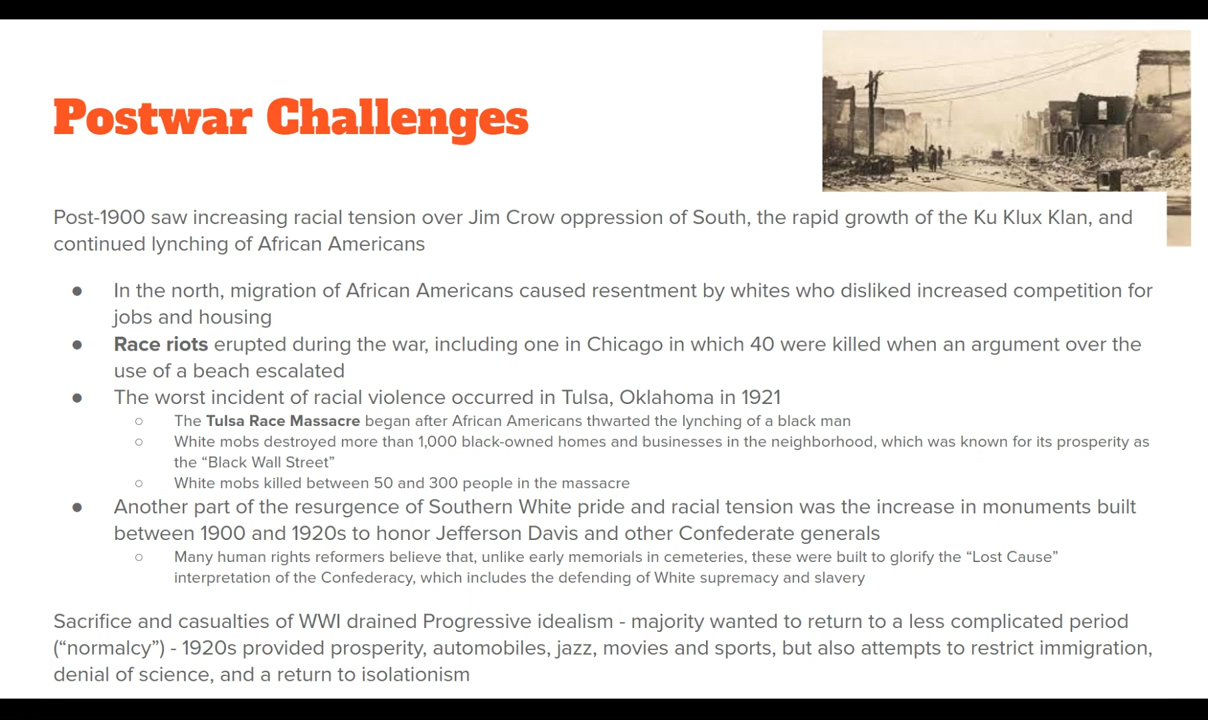 Postwar Challenges
Post-1900 saw increasing racial tension over Jim Crow oppression of South, the rapid growth of the Ku Klux Klan, and
continued lynching of African Americans
● In the north, migration of African Americans caused resentment by whites who disliked increased competition for
jobs and housing
● Race riots erupted during the war, including one in Chicago in which 40 were killed when an argument over the
use of a beach escalated
● The worst incident of racial violence occurred in Tulsa, Oklahoma in 1921
○ The Tulsa Race Massacre began after African Americans thwarted the lynching of a black man
○ White mobs destroyed more than 1,000 black-owned homes and businesses in the neighborhood, which was known for its prosperity as
the “Black Wall Street”
○ White mobs killed between 50 and 300 people in the massacre
● Another part of the resurgence of Southern White pride and racial tension was the increase in monuments built
between 1900 and 1920s to honor Jefferson Davis and other Confederate generals
○ Many human rights reformers believe that, unlike early memorials in cemeteries, these were built to glorify the “Lost Cause”
interpretation of the Confederacy, which includes the defending of White supremacy and slavery
Sacrifice and casualties of WWI drained Progressive idealism - majority wanted to return to a less complicated period
(“normalcy”) - 1920s provided prosperity, automobiles, jazz, movies and sports, but also attempts to restrict immigration,
denial of science, and a return to isolationism